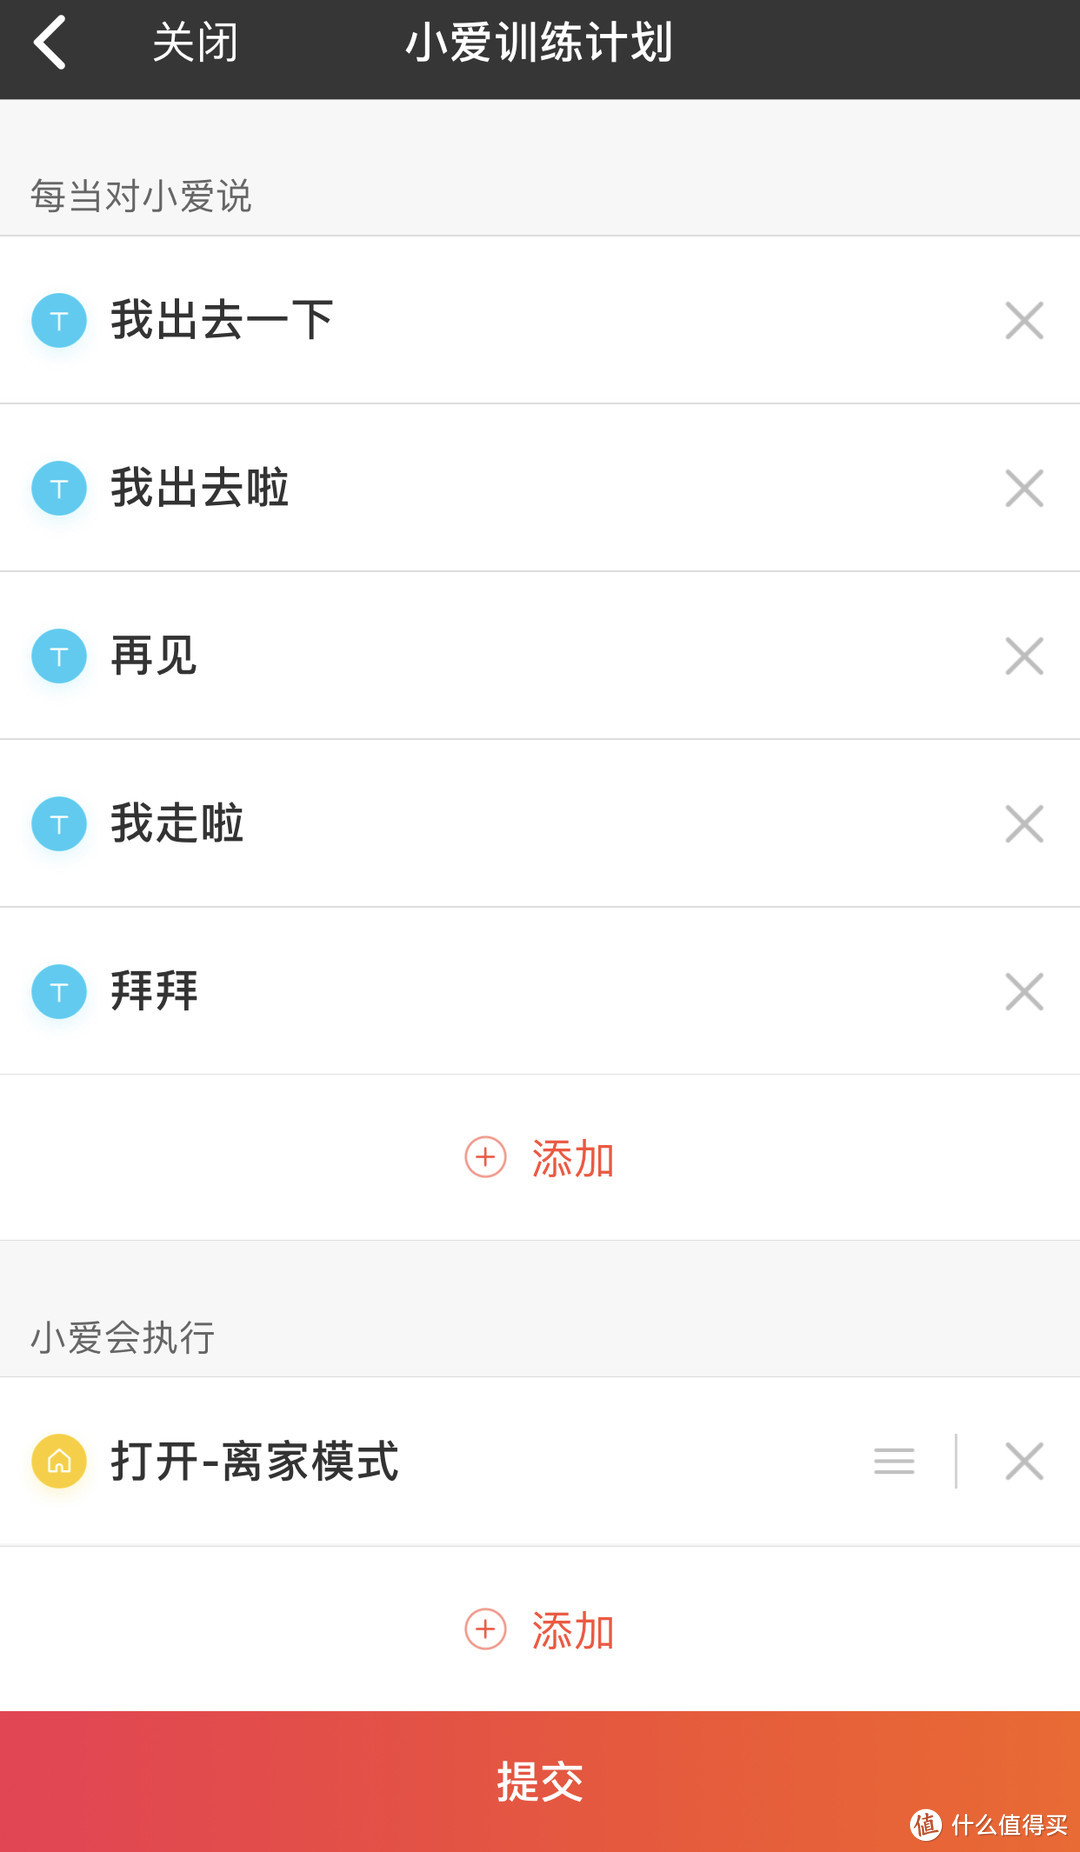 关闭 小爱训练计划
每当对小爱说
T 我出去一下
T 我出去啦
T 再见
T 我走啦
T 拜拜
添加
小爱会执行
打开-离家模式
添加
提交
值 什么值得买